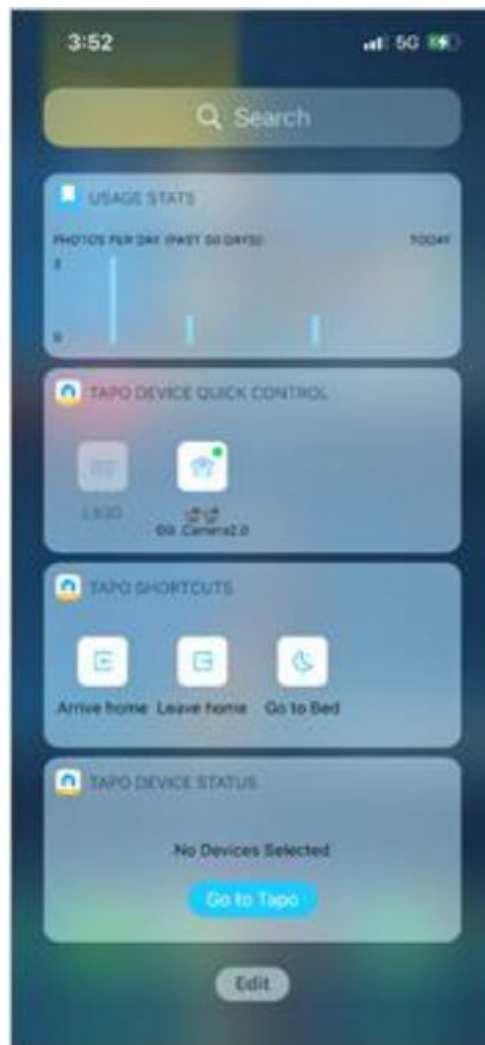 3:52
5G
Search
USAGE STATS
PHOTOS PER DAY (PAST 30 DAYS)
TODAY
3
0
TAPO DEVICE QUICK CONTROL
Camera2.0
TAPO SHORTCUTS
Arrive home
Leave home
Go to Bed
TAPO DEVICE STATUS
No Devices Selected
Go to Tapo
Edit